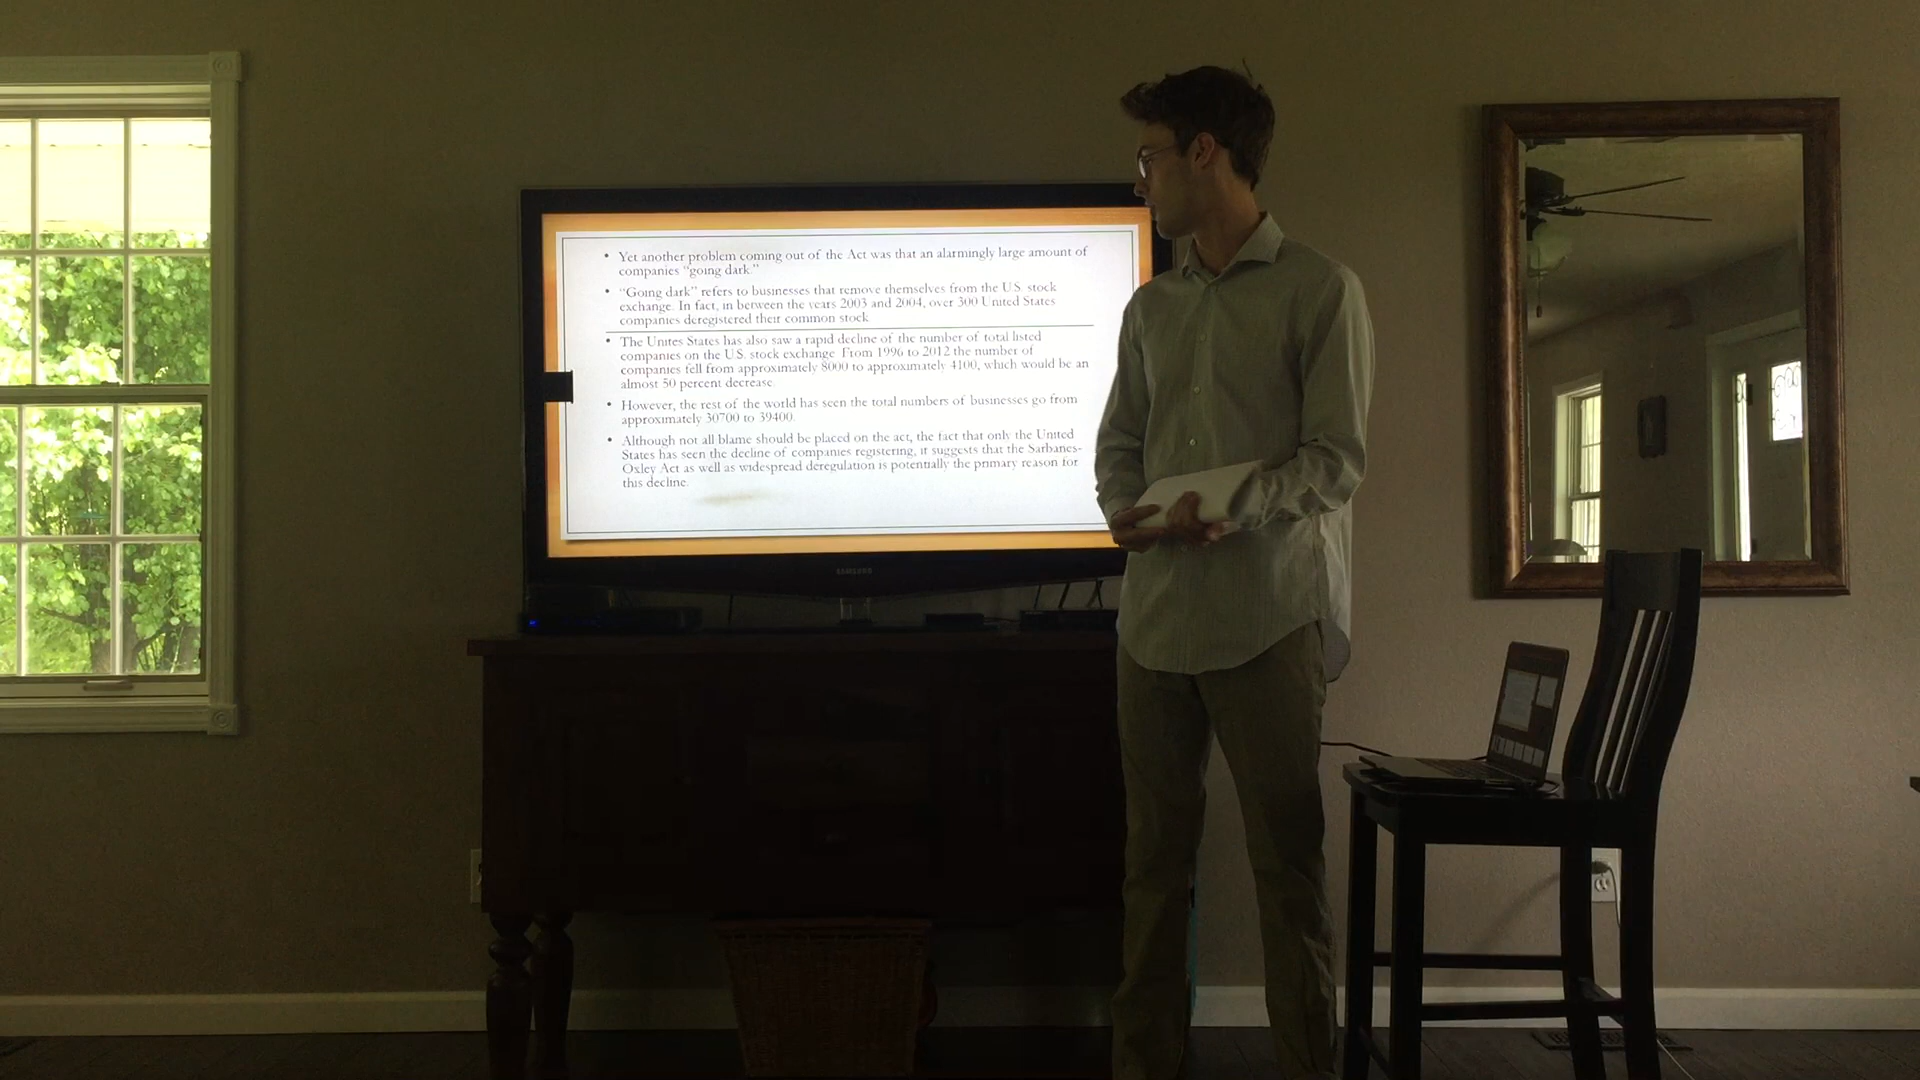 • Yet another problem coming out of the Act was that an alarmingly large amount of
companies "going dark."
• "Going dark" refers to businesses that remove themselves from the U.S. stock
exchange. In fact, in between the years 2003 and 2004, over 300 United States
companies deregistered their common stock
• The Unites States has also saw a rapid decline of the number of total listed
companies on the U.S. stock exchange. From 1996 to 2012 the number of
companies fell from approximately 8000 to approximately 4100, which would be an
almost 50 percent decrease
• However, the rest of the world has seen the total numbers of businesses go from
approximately 30700 to 39400.
• Although not all blame should be placed on the act, the fact that only the United
States has seen the decline of companies registering, it suggests that the Sarbanes-
Oxley Act as well as widespread deregulation is potentially the primary reason for
this decline.
SAMSUNG